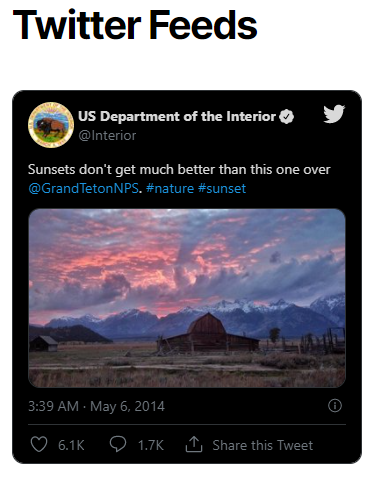 Twitter Feeds
US Department of the Interior
@Interior
Sunsets don't get much better than this one over
@GrandTetonNPS. #nature #sunset
3:39 AM · May 6, 2014
6.1K 1.7K Share this Tweet